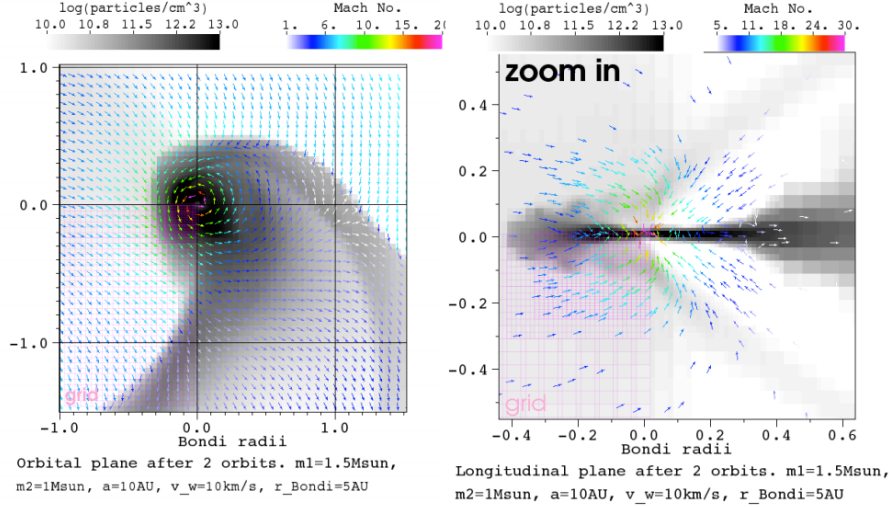 log(particles/cm^3)
10.0 10.8 11.5 12.2 13.0
Mach No.
1. 6. 10. 15. 20
1.0
0.0
-1.0
grid
-1.0 0.0 1.0
Bondi radii
Orbital plane after 2 orbits. m1=1.5Msun,
m2=1Msun, a=10AU, v_w=10km/s, r_Bondi=5AU
log(particles/cm^3)
10.0 10.8 11.5 12.2 13.0
Mach No.
5. 11. 18. 24. 30.
zoom in
0.4
0.2
0.0
-0.2
-0.4
grid
-0.4 -0.2 0.0 0.2 0.4 0.6
Bondi radii
Longitudinal plane after 2 orbits. m1=1.5Msun,
m2=1Msun, a=10AU, v_w=10km/s, r_Bondi=5AU